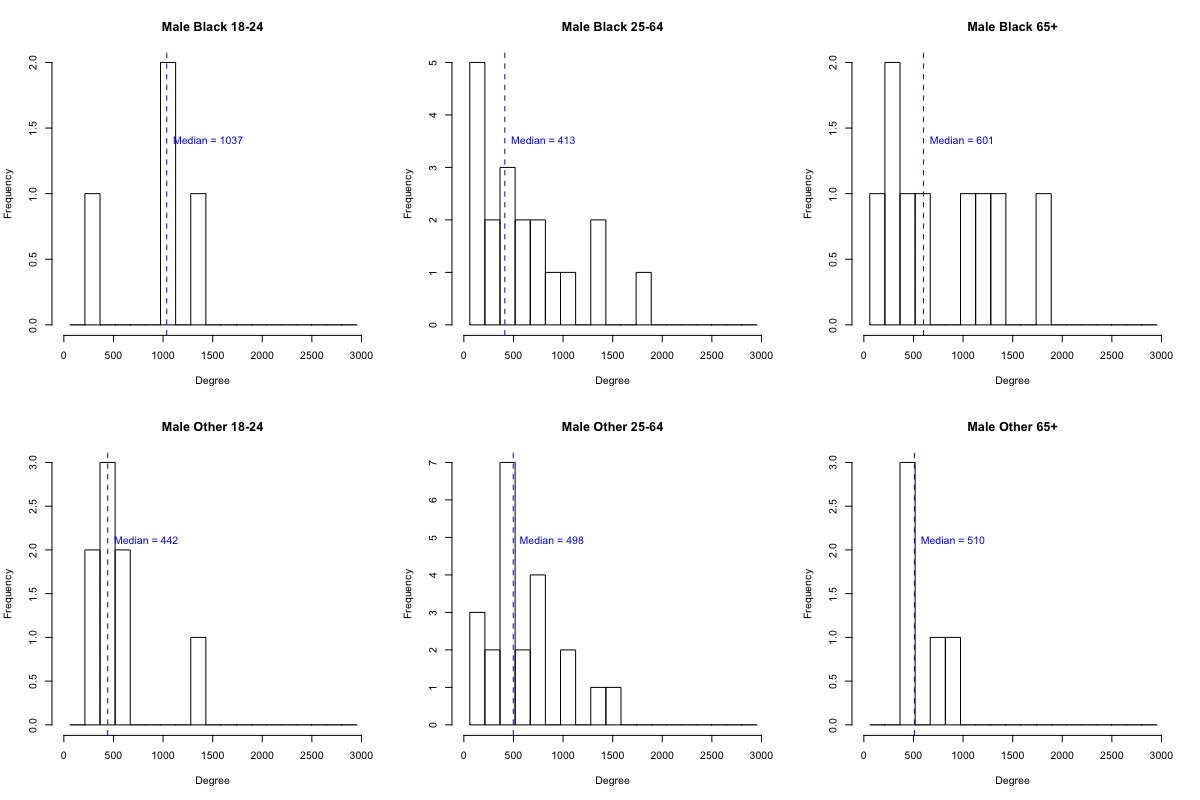 Male Black 18-24
Frequency
0.0 0.5 1.0 1.5 2.0
Median = 1037
0 500 1000 1500 2000 2500 3000
Degree
Male Black 25-64
Frequency
0 1 2 3 4 5
Median = 413
0 500 1000 1500 2000 2500 3000
Degree
Male Black 65+
Frequency
0.0 0.5 1.0 1.5 2.0
Median = 601
0 500 1000 1500 2000 2500 3000
Degree
Male Other 18-24
Frequency
0.0 0.5 1.0 1.5 2.0 2.5 3.0
Median = 442
0 500 1000 1500 2000 2500 3000
Degree
Male Other 25-64
Frequency
0 1 2 3 4 5 6 7
Median = 498
0 500 1000 1500 2000 2500 3000
Degree
Male Other 65+
Frequency
0.0 0.5 1.0 1.5 2.0 2.5 3.0
Median = 510
0 500 1000 1500 2000 2500 3000
Degree